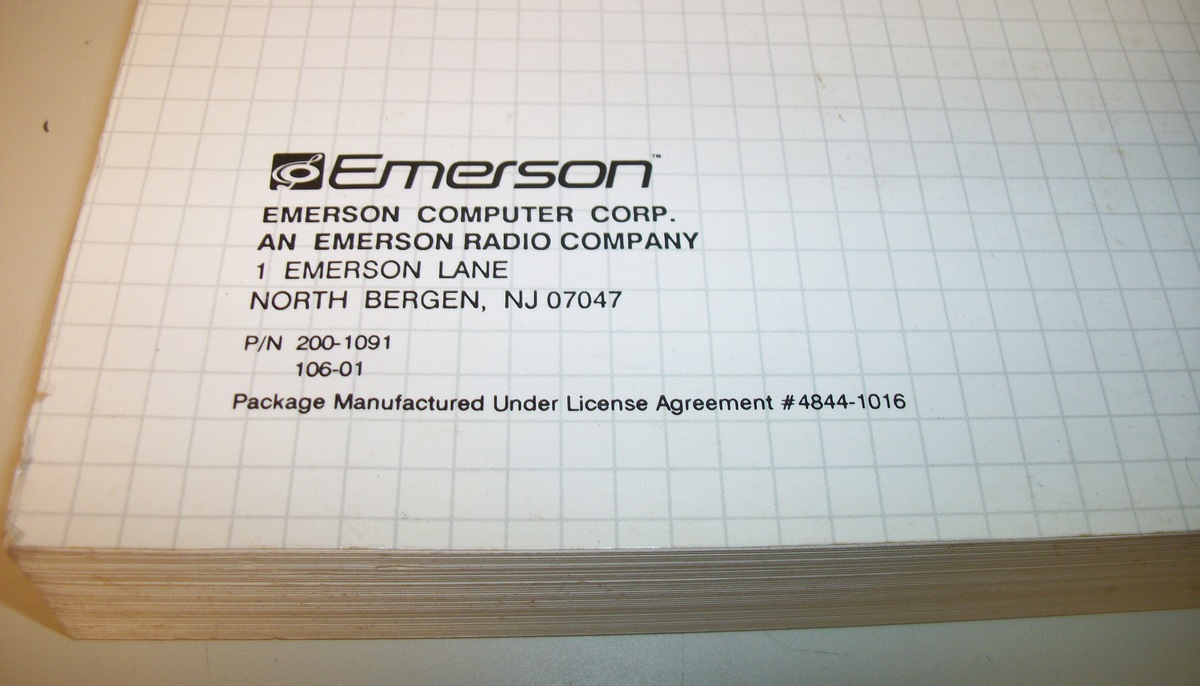 Emerson™
EMERSON COMPUTER CORP.
AN EMERSON RADIO COMPANY
1 EMERSON LANE
NORTH BERGEN, NJ 07047
P/N 200-1091
106-01
Package Manufactured Under License Agreement #4844-1016